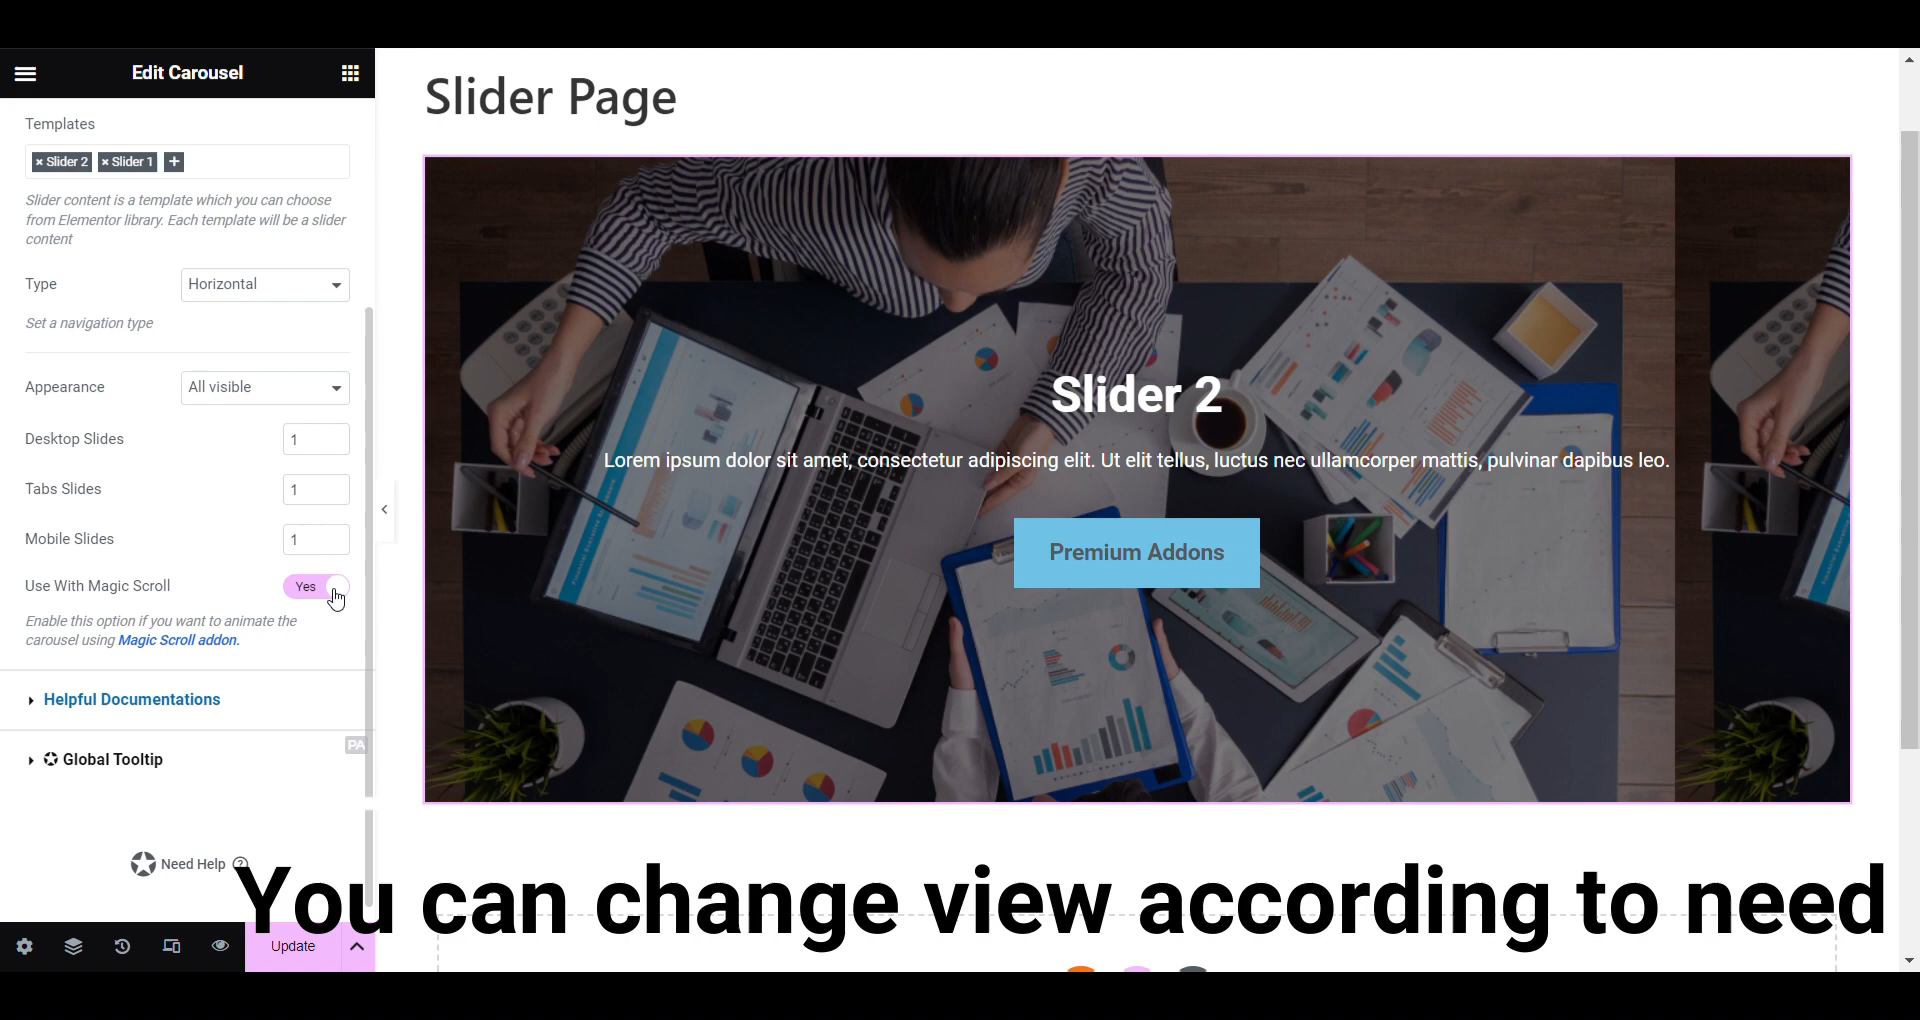 Edit Carousel
Templates
× Slider 2 × Slider 1 +
Slider content is a template which you can choose
from Elementor library. Each template will be a slider
content
Type Horizontal
Set a navigation type
Appearance All visible
Desktop Slides 1
Tabs Slides 1
Mobile Slides 1
Use With Magic Scroll Yes
Enable this option if you want to animate the
carousel using Magic Scroll addon.
Helpful Documentations
PA
Global Tooltip
Need Help ?
Update
Slider Page
Slider 2
Lorem ipsum dolor sit amet, consectetur adipiscing elit. Ut elit tellus, luctus nec ullamcorper mattis, pulvinar dapibus leo.
Premium Addons
You can change view according to need